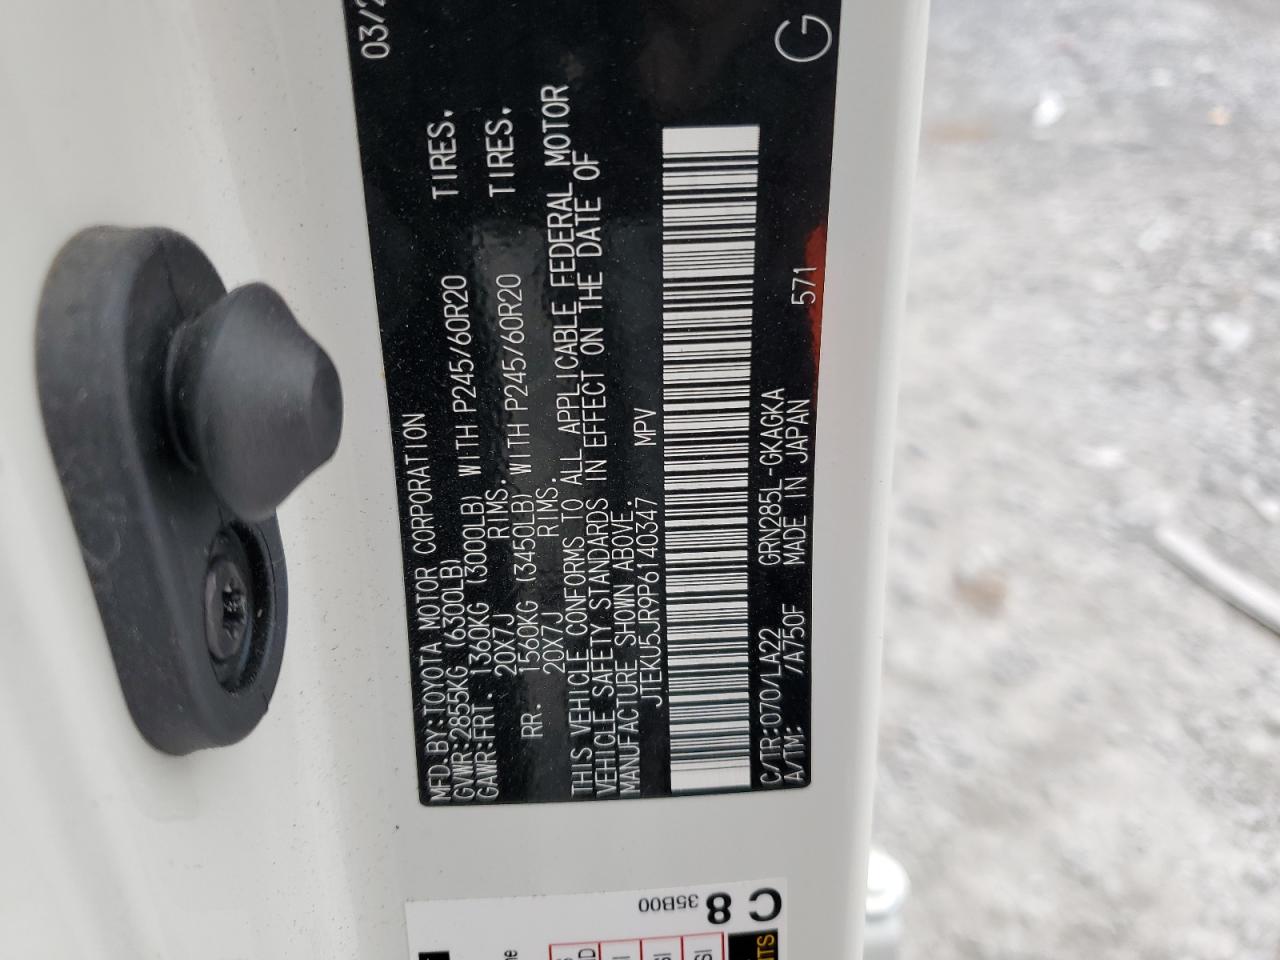 MFD.BY:TOYOTA MOTOR CORPORATION 03/2
GVWR:2855KG (6300LB)
GAWR:FRT. 1360KG (3000LB) WITH P245/60R20 TIRES,
20X7J RIMS.
RR. 1560KG (3450LB) WITH P245/60R20 TIRES,
20X7J RIMS.
THIS VEHICLE CONFORMS TO ALL APPLICABLE FEDERAL MOTOR
VEHICLE SAFETY STANDARDS IN EFFECT ON THE DATE OF
MANUFACTURE SHOWN ABOVE.
JTEKU5JR9P6140347 MPV
C/TR:070/LA22 GRN285L-GKAGKA
A/TM: /A750F MADE IN JAPAN 571
G
C 8
35B00